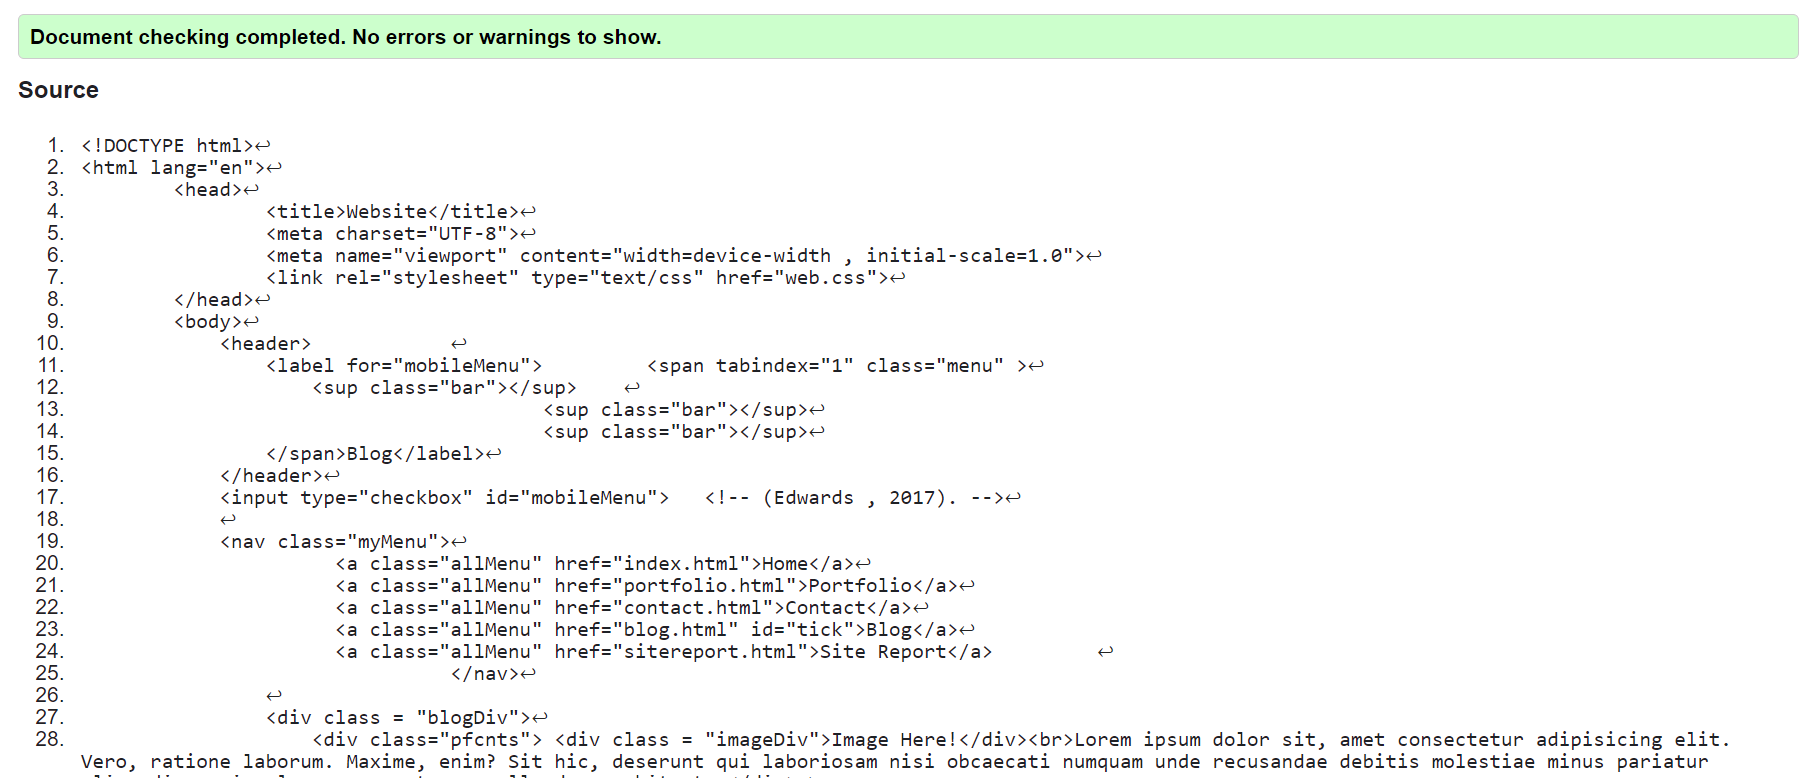 Document checking completed. No errors or warnings to show.
Source
1. <!DOCTYPE html>↩
2. <html lang="en">↩
3. <head>↩
4. <title>Website</title>↩
5. <meta charset="UTF-8">↩
6. <meta name="viewport" content="width=device-width , initial-scale=1.0">↩
7. <link rel="stylesheet" type="text/css" href="web.css">↩
8. </head>↩
9. <body>↩
10. <header> ↩
11. <label for="mobileMenu"> <span tabindex="1" class="menu" >↩
12. <sup class="bar"></sup> ↩
13. <sup class="bar"></sup>↩
14. <sup class="bar"></sup>↩
15. </span>Blog</label>↩
16. </header>↩
17. <input type="checkbox" id="mobileMenu"> <!-- (Edwards , 2017). -->↩
18. ↩
19. <nav class="myMenu">↩
20. <a class="allMenu" href="index.html">Home</a>↩
21. <a class="allMenu" href="portfolio.html">Portfolio</a>↩
22. <a class="allMenu" href="contact.html">Contact</a>↩
23. <a class="allMenu" href="blog.html" id="tick">Blog</a>↩
24. <a class="allMenu" href="sitereport.html">Site Report</a> ↩
25. </nav>↩
26. ↩
27. <div class = "blogDiv">↩
28. <div class="pfcnts"> <div class = "imageDiv">Image Here!</div><br>Lorem ipsum dolor sit, amet consectetur adipisicing elit.
Vero, ratione laborum. Maxime, enim? Sit hic, deserunt qui laboriosam nisi obcaecati numquam unde recusandae debitis molestiae minus pariatur